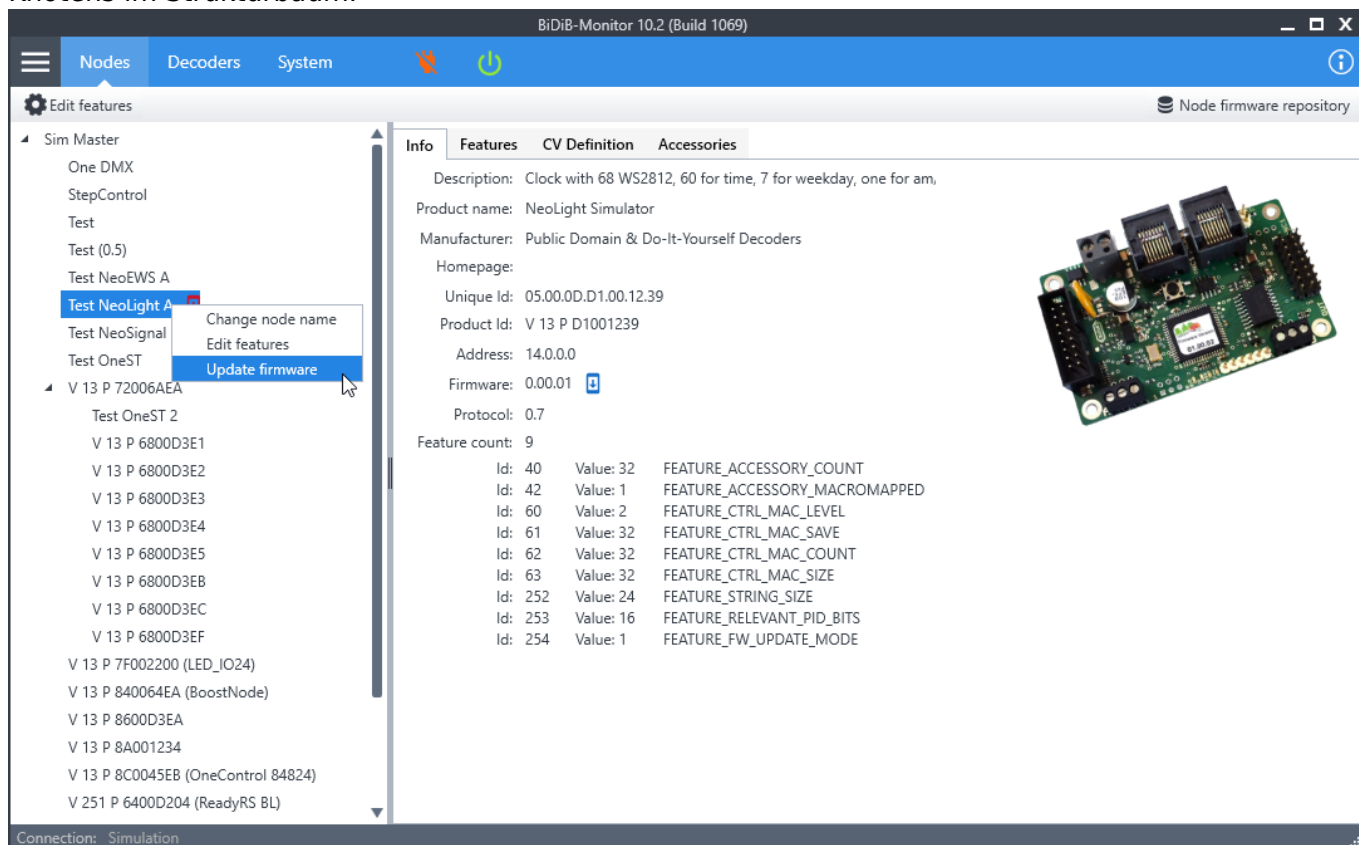 Knotens im Strukturbaum.
BiDiB-Monitor 10.2 (Build 1069)
Nodes Decoders System
Edit features Node firmware repository
Sim Master
One DMX
StepControl
Test
Test (0.5)
Test NeoEWS A
Test NeoLight A
Test NeoSignal
Test OneST
V 13 P 72006AEA
Test OneST 2
V 13 P 6800D3E1
V 13 P 6800D3E2
V 13 P 6800D3E3
V 13 P 6800D3E4
V 13 P 6800D3E5
V 13 P 6800D3EB
V 13 P 6800D3EC
V 13 P 6800D3EF
V 13 P 7F002200 (LED_IO24)
V 13 P 840064EA (BoostNode)
V 13 P 8600D3EA
V 13 P 8A001234
V 13 P 8C0045EB (OneControl 84824)
V 251 P 6400D204 (ReadyRS BL)
Change node name
Edit features
Update firmware
Info Features CV Definition Accessories
Description: Clock with 68 WS2812, 60 for time, 7 for weekday, one for am,
Product name: NeoLight Simulator
Manufacturer: Public Domain & Do-It-Yourself Decoders
Homepage:
Unique Id: 05.00.0D.D1.00.12.39
Product Id: V 13 P D1001239
Address: 14.0.0.0
Firmware: 0.00.01
Protocol: 0.7
Feature count: 9
Id: 40 Value: 32 FEATURE_ACCESSORY_COUNT
Id: 42 Value: 1 FEATURE_ACCESSORY_MACROMAPPED
Id: 60 Value: 2 FEATURE_CTRL_MAC_LEVEL
Id: 61 Value: 32 FEATURE_CTRL_MAC_SAVE
Id: 62 Value: 32 FEATURE_CTRL_MAC_COUNT
Id: 63 Value: 32 FEATURE_CTRL_MAC_SIZE
Id: 252 Value: 24 FEATURE_STRING_SIZE
Id: 253 Value: 16 FEATURE_RELEVANT_PID_BITS
Id: 254 Value: 1 FEATURE_FW_UPDATE_MODE
01.00.02
Connection: Simulation